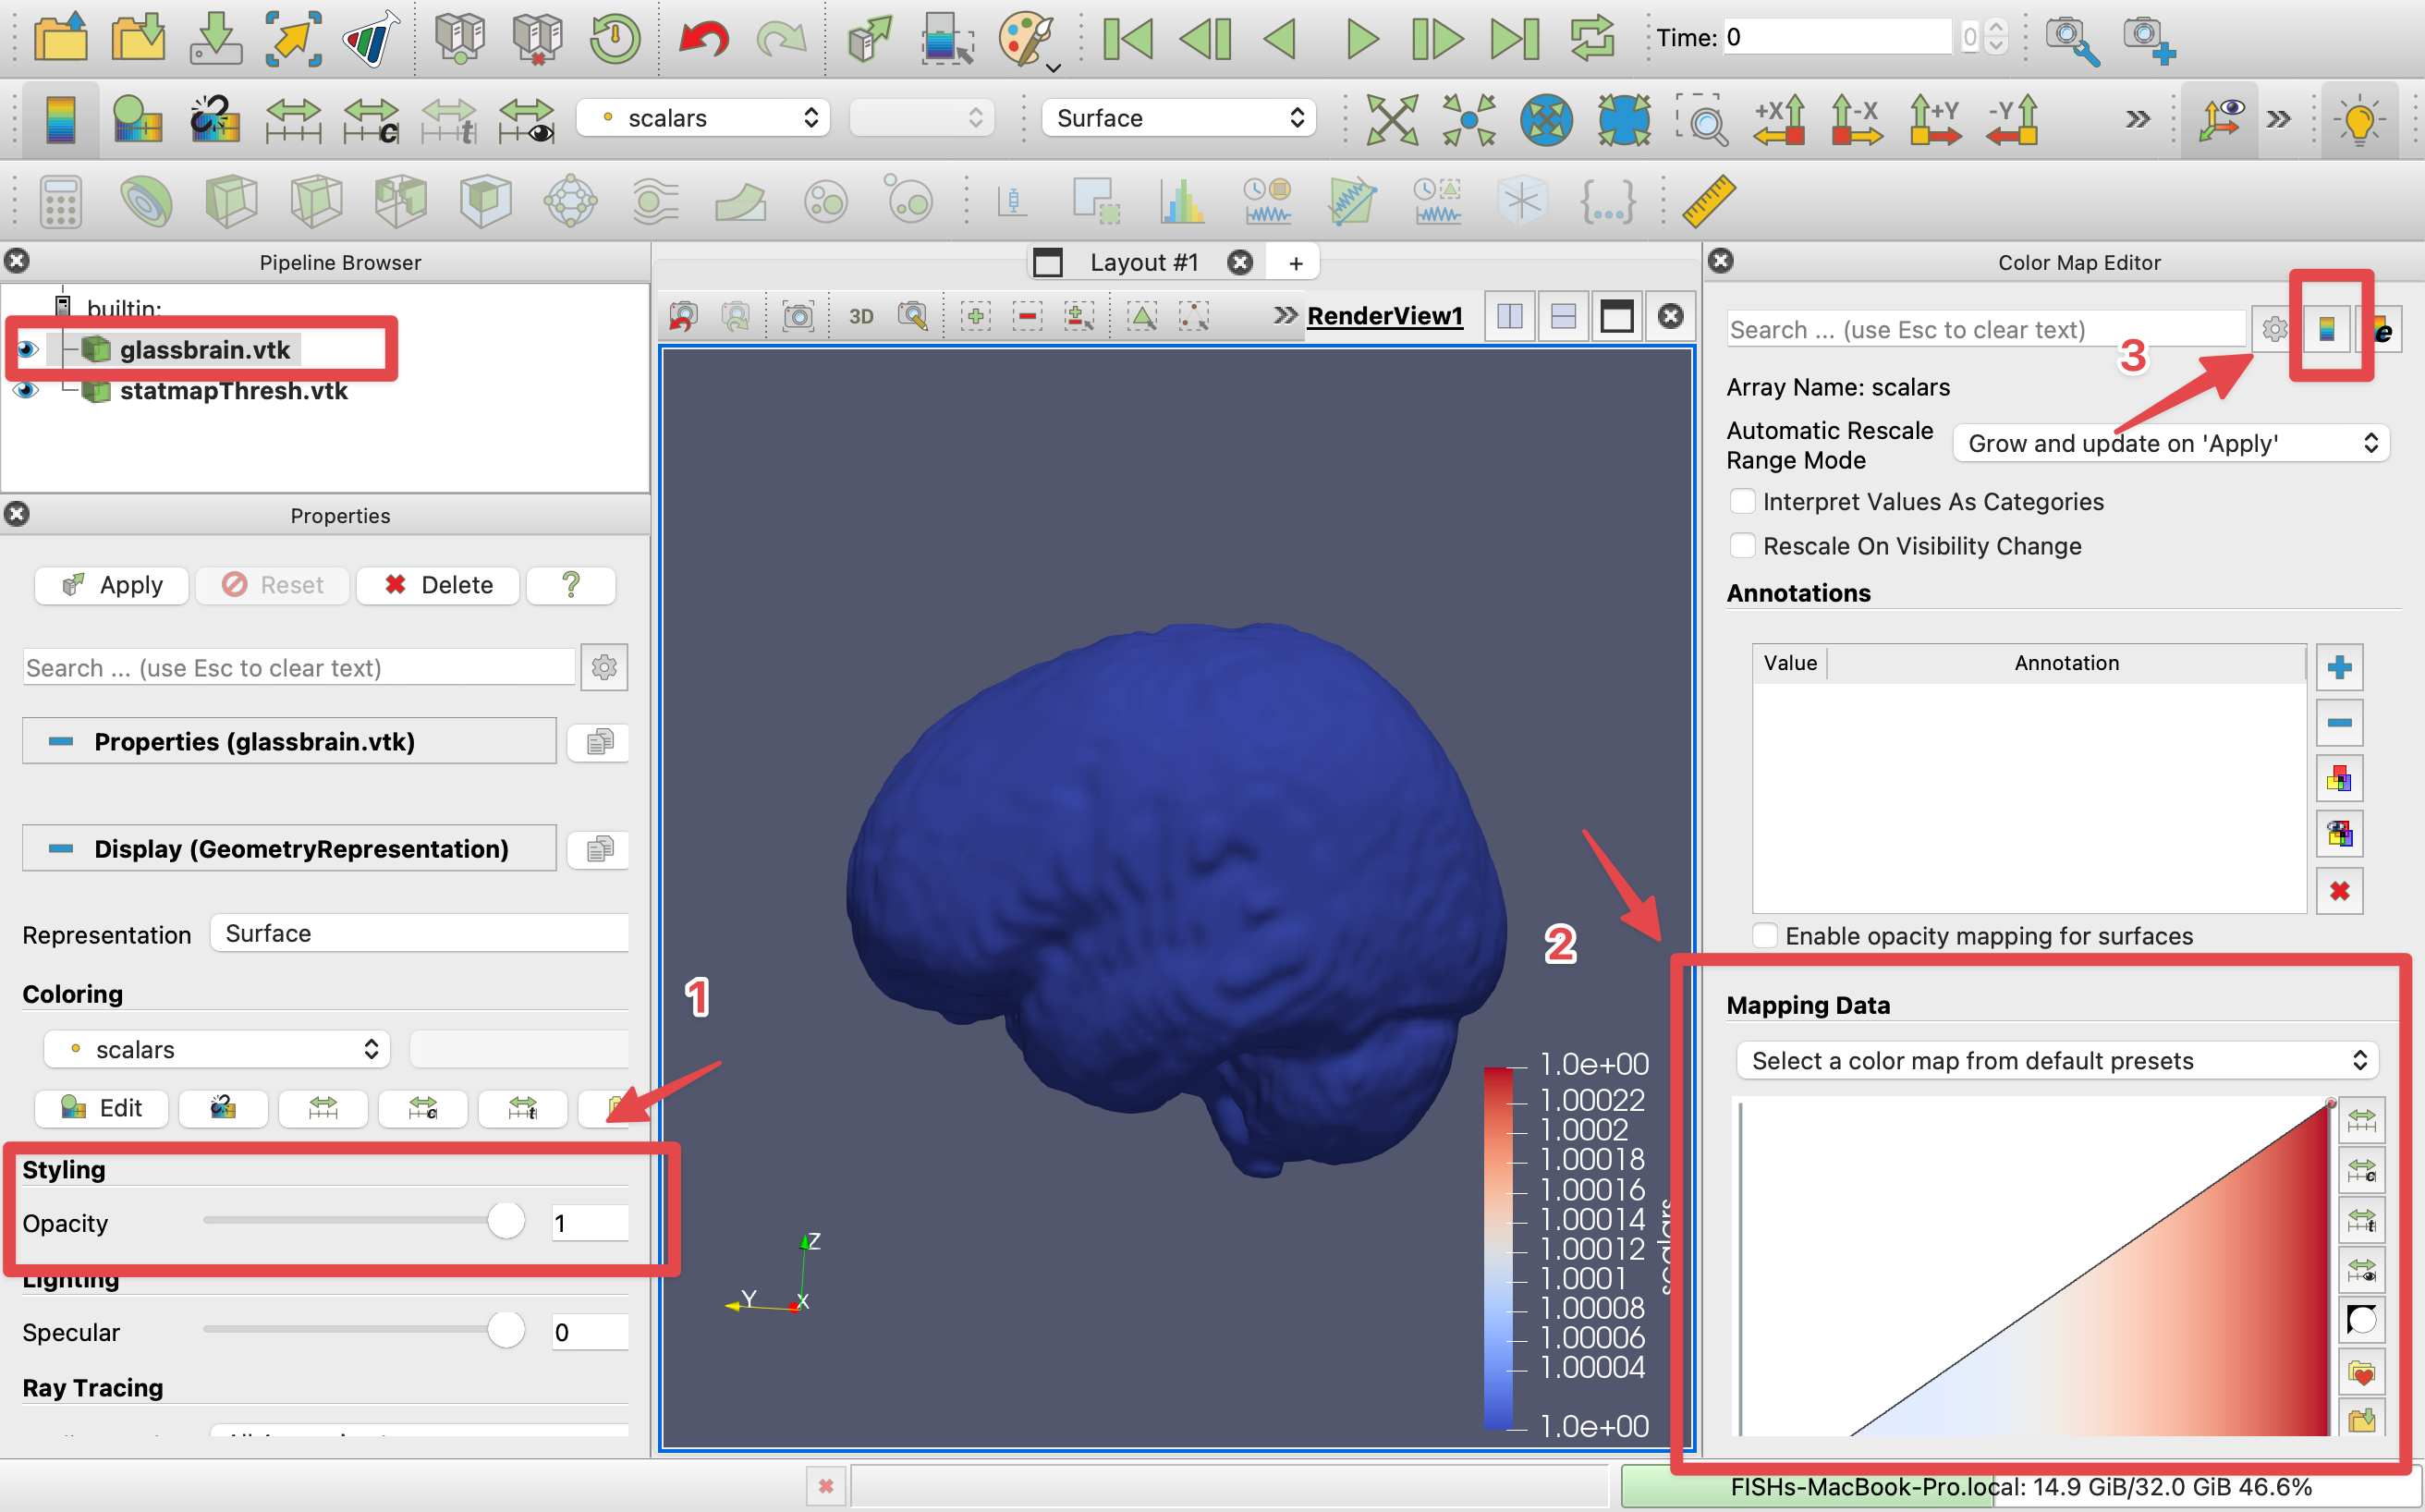 Time: 0
0
scalars
Surface
+X
-X
+Y
-Y
Pipeline Browser
builtin:
glassbrain.vtk
statmapThresh.vtk
Properties
Apply
Reset
Delete
?
Search ... (use Esc to clear text)
Properties (glassbrain.vtk)
Display (GeometryRepresentation)
Representation
Surface
Coloring
scalars
Edit
c
t
Styling
Opacity
1
Lighting
Specular
0
Ray Tracing
1
Layout #1
+
3D
RenderView1
2
1.0e+00
1.00022
1.0002
1.00018
1.00016
1.00014
1.00012
1.0001
1.00008
1.00006
1.00004
1.0e+00
scalars
Z
Y
X
Color Map Editor
Search ... (use Esc to clear text)
e
3
Array Name: scalars
Automatic Rescale
Range Mode
Grow and update on 'Apply'
Interpret Values As Categories
Rescale On Visibility Change
Annotations
Value
Annotation
Enable opacity mapping for surfaces
Mapping Data
Select a color map from default presets
c
t
FISHs-MacBook-Pro.local: 14.9 GiB/32.0 GiB 46.6%